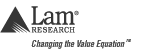 Lam®
RESEARCH
Changing the Value Equation™